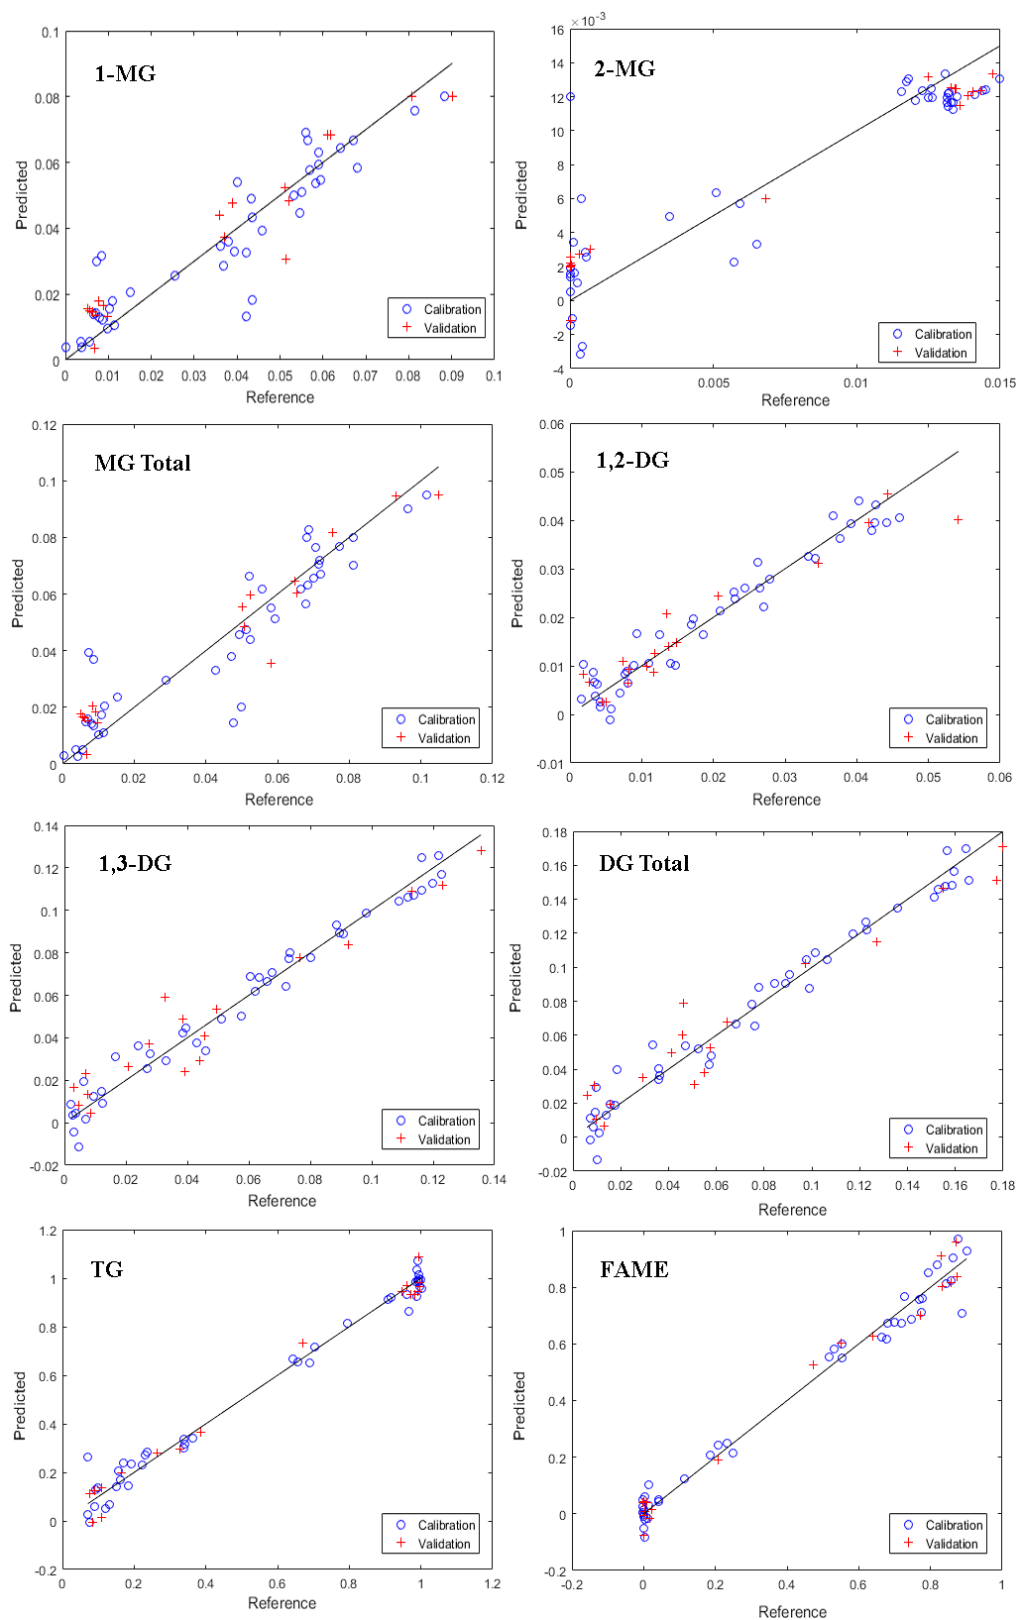 1-MG
0.1
0.08
0.06
0.04
0.02
0
Predicted
0 0.01 0.02 0.03 0.04 0.05 0.06 0.07 0.08 0.09 0.1
Reference
Calibration
Validation
2-MG
×10⁻³
16
14
12
10
8
6
4
2
0
-2
-4
Predicted
0 0.005 0.01 0.015
Reference
Calibration
Validation
MG Total
0.12
0.1
0.08
0.06
0.04
0.02
0
Predicted
0 0.02 0.04 0.06 0.08 0.1 0.12
Reference
Calibration
Validation
1,2-DG
0.06
0.05
0.04
0.03
0.02
0.01
0
-0.01
Predicted
0 0.01 0.02 0.03 0.04 0.05 0.06
Reference
Calibration
Validation
1,3-DG
0.14
0.12
0.1
0.08
0.06
0.04
0.02
0
-0.02
Predicted
0 0.02 0.04 0.06 0.08 0.1 0.12 0.14
Reference
Calibration
Validation
DG Total
0.18
0.16
0.14
0.12
0.1
0.08
0.06
0.04
0.02
0
-0.02
Predicted
0 0.02 0.04 0.06 0.08 0.1 0.12 0.14 0.16 0.18
Reference
Calibration
Validation
TG
1.2
1
0.8
0.6
0.4
0.2
0
-0.2
Predicted
0 0.2 0.4 0.6 0.8 1 1.2
Reference
Calibration
Validation
FAME
1
0.8
0.6
0.4
0.2
0
-0.2
Predicted
-0.2 0 0.2 0.4 0.6 0.8 1
Reference
Calibration
Validation